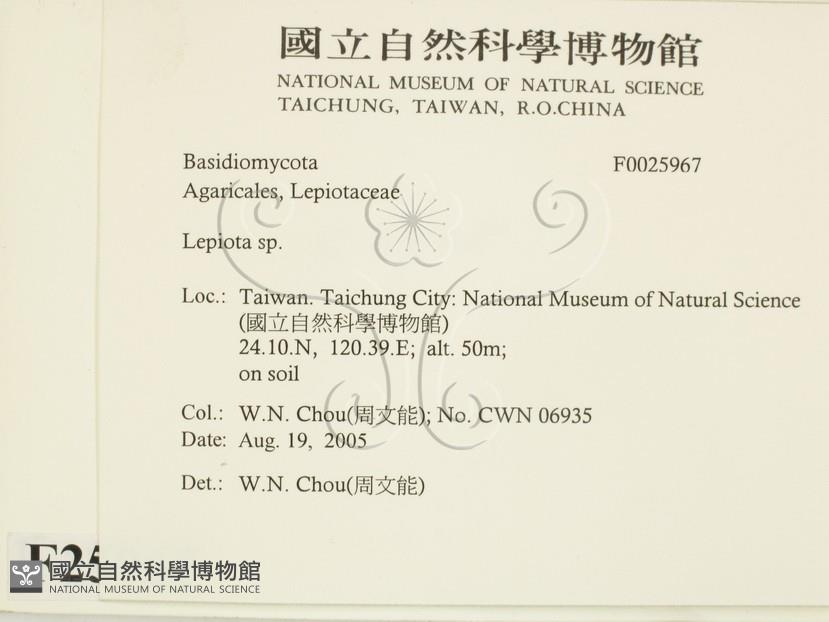 國立自然科學博物館
NATIONAL MUSEUM OF NATURAL SCIENCE
TAICHUNG, TAIWAN, R.O.CHINA
Basidiomycota F0025967
Agaricales, Lepiotaceae
Lepiota sp.
Loc.: Taiwan. Taichung City: National Museum of Natural Science
(國立自然科學博物館)
24.10.N, 120.39.E; alt. 50m;
on soil
Col.: W.N. Chou(周文能); No. CWN 06935
Date: Aug. 19, 2005
Det.: W.N. Chou(周文能)
F25
國立自然科學博物館
NATIONAL MUSEUM OF NATURAL SCIENCE